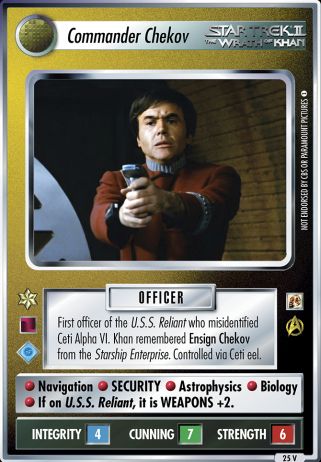 Commander Chekov
STAR TREK II
THE WRATH OF KHAN
NOT ENDORSED BY CBS OR PARAMOUNT PICTURES
OFFICER
First officer of the U.S.S. Reliant who misidentified
Ceti Alpha VI. Khan remembered Ensign Chekov
from the Starship Enterprise. Controlled via Ceti eel.
Navigation SECURITY Astrophysics Biology
If on U.S.S. Reliant, it is WEAPONS +2.
INTEGRITY 4 CUNNING 7 STRENGTH 6
25 V